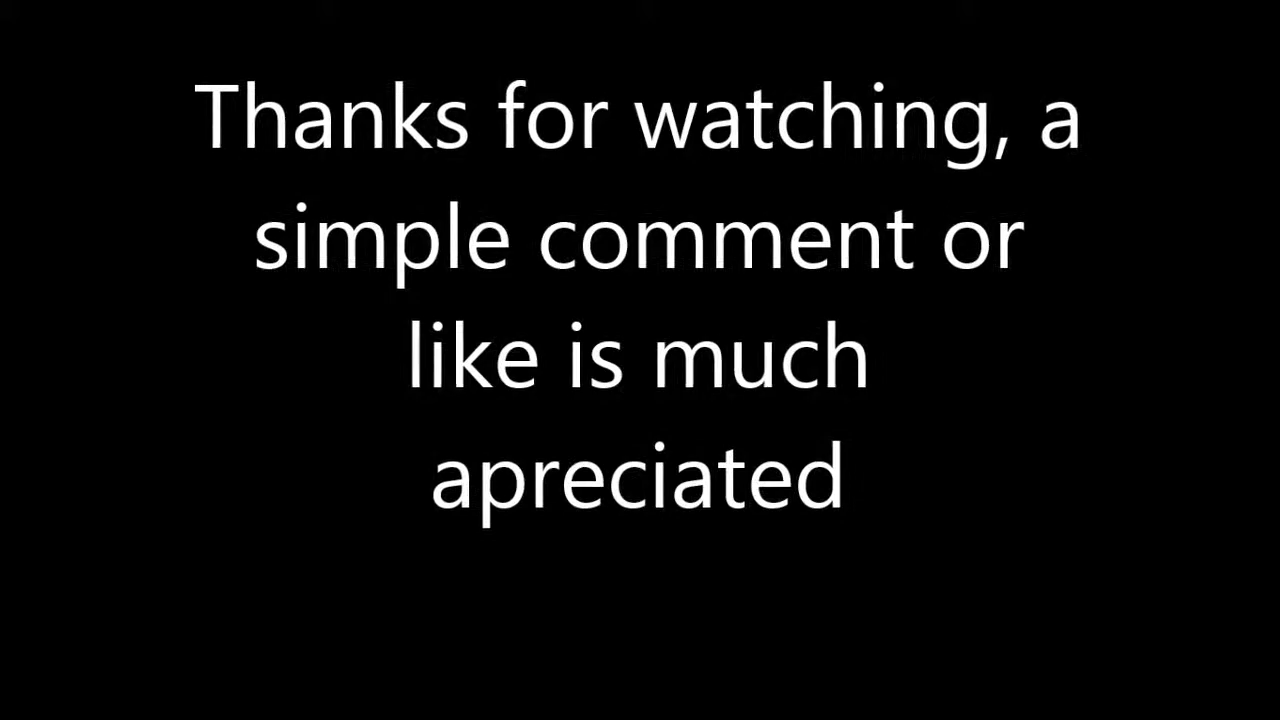 Thanks for watching, a
simple comment or
like is much
apreciated